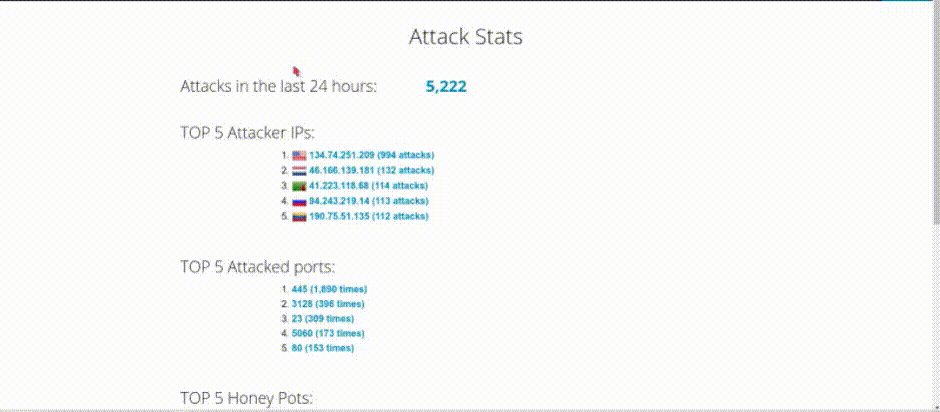 Attack Stats
Attacks in the last 24 hours: 5,222
TOP 5 Attacker IPs:
1. 134.74.251.209 (994 attacks)
2. 46.166.139.181 (132 attacks)
3. 41.223.118.68 (114 attacks)
4. 94.243.219.14 (113 attacks)
5. 190.75.51.135 (112 attacks)
TOP 5 Attacked ports:
1. 445 (1,890 times)
2. 3128 (396 times)
3. 23 (309 times)
4. 5060 (173 times)
5. 80 (153 times)
TOP 5 Honey Pots: